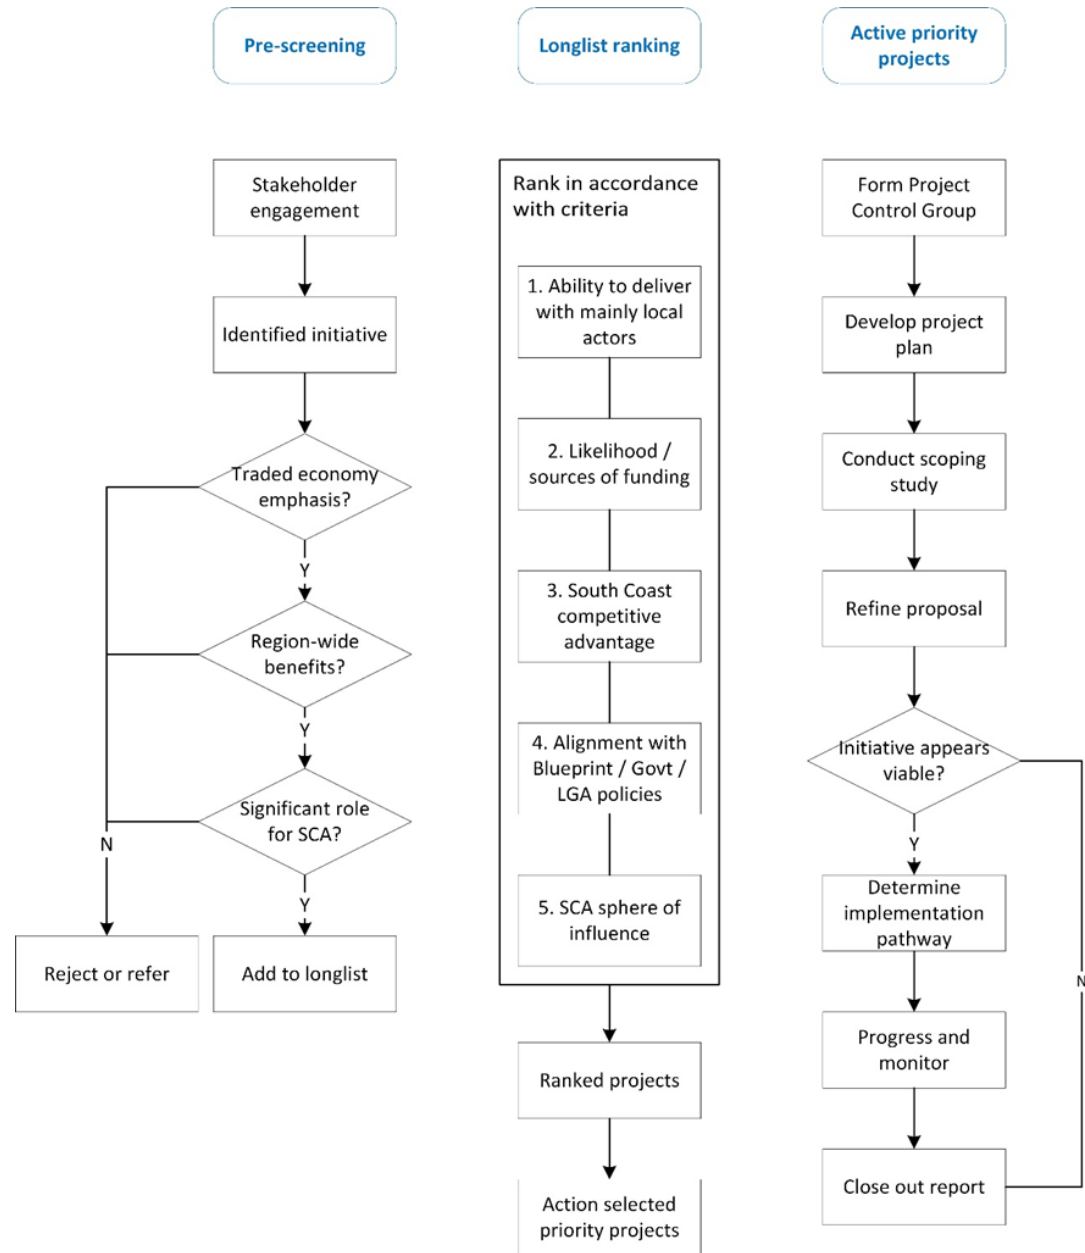 Pre-screening
Stakeholder
engagement
Identified initiative
Traded economy
emphasis?
Y
Region-wide
benefits?
Y
Significant role
for SCA?
N
Y
Reject or refer
Add to longlist
Longlist ranking
Rank in accordance
with criteria
1. Ability to deliver
with mainly local
actors
2. Likelihood /
sources of funding
3. South Coast
competitive
advantage
4. Alignment with
Blueprint / Govt /
LGA policies
5. SCA sphere of
influence
Ranked projects
Action selected
priority projects
Active priority
projects
Form Project
Control Group
Develop project
plan
Conduct scoping
study
Refine proposal
Initiative appears
viable?
Y
Determine
implementation
pathway
N
Progress and
monitor
Close out report